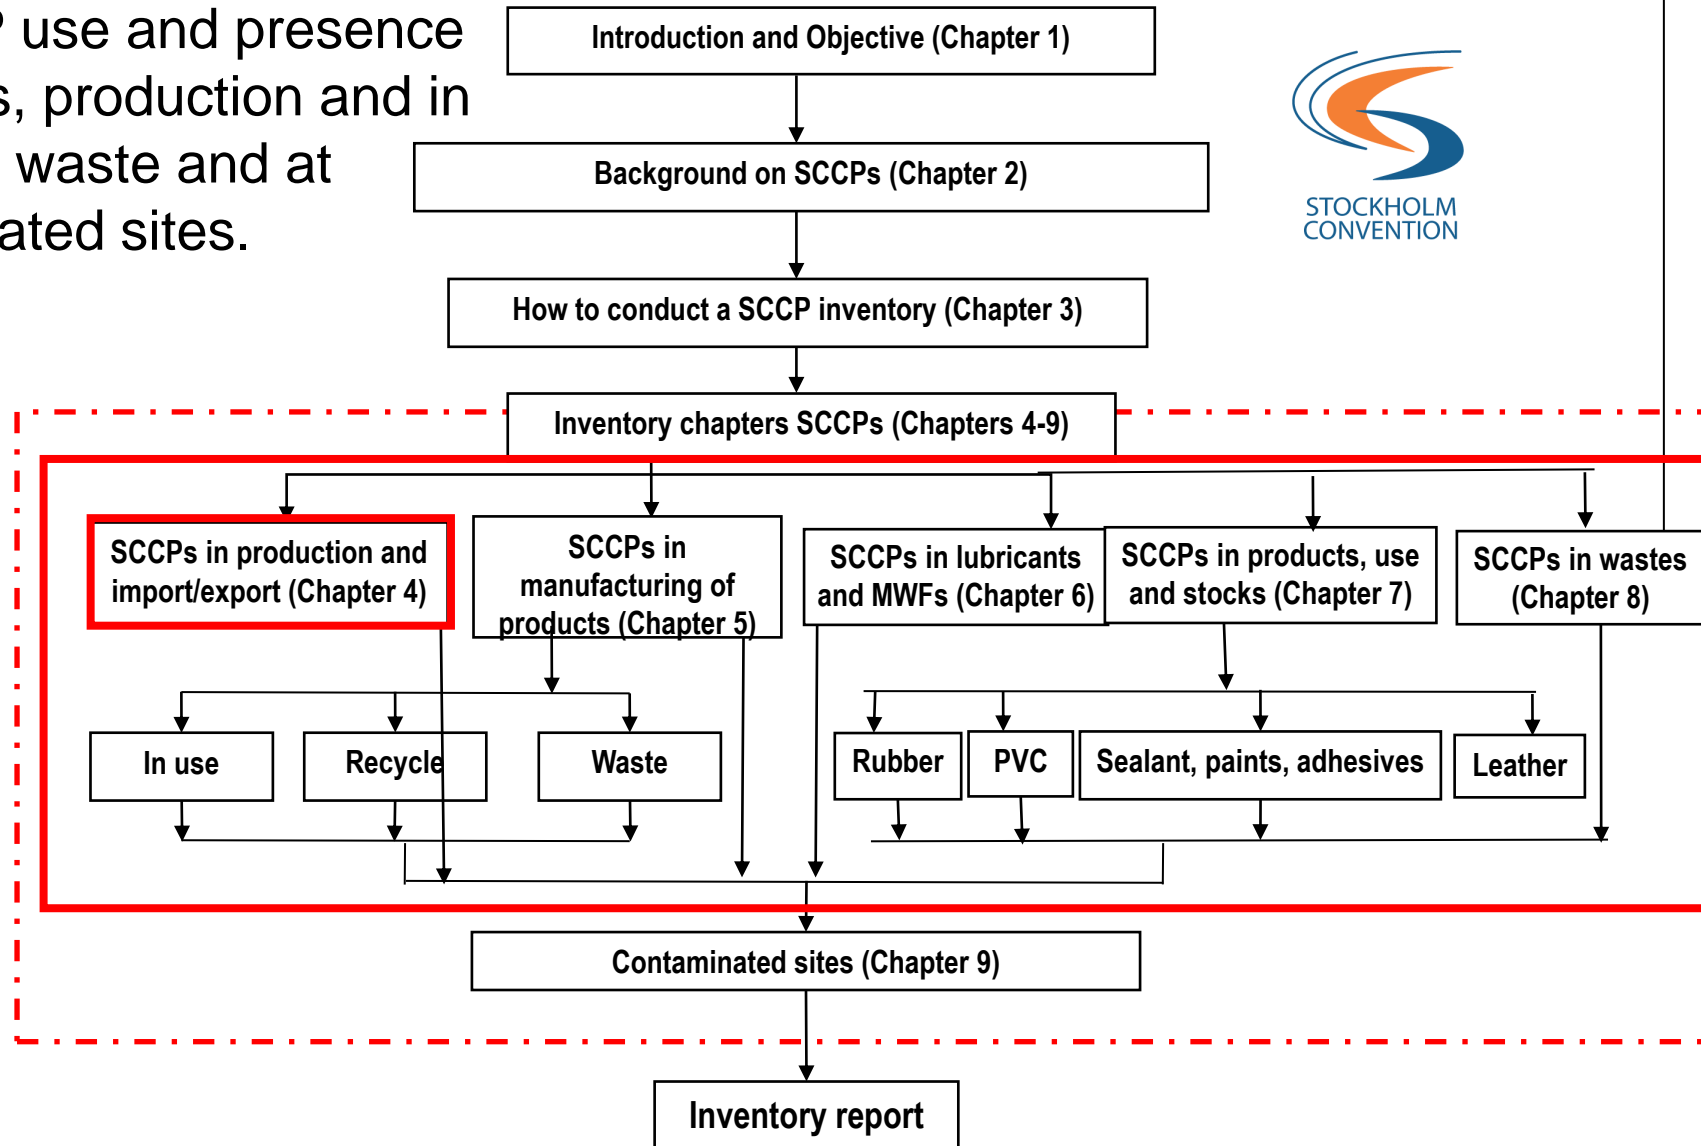 P use and presence
s, production and in
waste and at
ated sites.
Introduction and Objective (Chapter 1)
STOCKHOLM
CONVENTION
Background on SCCPs (Chapter 2)
How to conduct a SCCP inventory (Chapter 3)
Inventory chapters SCCPs (Chapters 4-9)
SCCPs in production and
import/export (Chapter 4)
SCCPs in
manufacturing of
products (Chapter 5)
SCCPs in lubricants
and MWFs (Chapter 6)
SCCPs in products, use
and stocks (Chapter 7)
SCCPs in wastes
(Chapter 8)
In use
Recycle
Waste
Rubber
PVC
Sealant, paints, adhesives
Leather
Contaminated sites (Chapter 9)
Inventory report